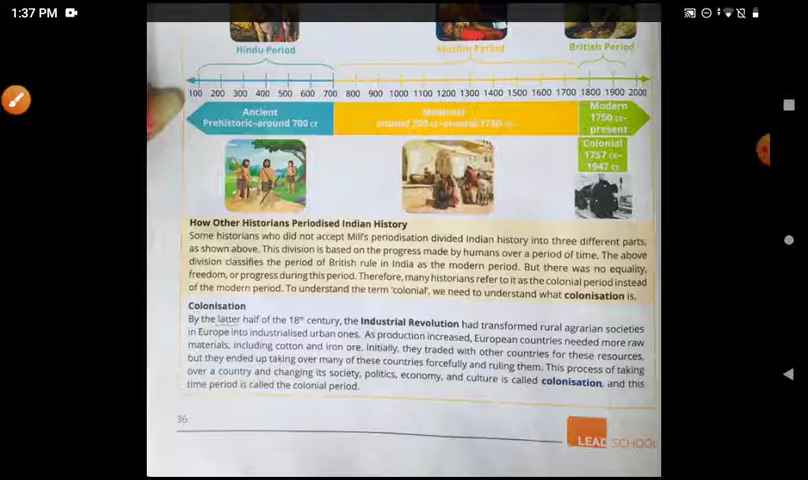 1:37 PM
Hindu Period
Muslim Period
British Period
100 200 300 400 500 600 700 800 900 1000 1100 1200 1300 1400 1500 1600 1700 1800 1900 2000
Ancient
Prehistoric–around 700 CE
Medieval
around 700 CE–around 1750 CE
Modern
1750 CE–
present
Colonial
1757 CE–
1947 CE
How Other Historians Periodised Indian History
Some historians who did not accept Mill's periodisation divided Indian history into three different parts,
as shown above. This division is based on the progress made by humans over a period of time. The above
division classifies the period of British rule in India as the modern period. But there was no equality,
freedom, or progress during this period. Therefore, many historians refer to it as the colonial period instead
of the modern period. To understand the term 'colonial', we need to understand what colonisation is.
Colonisation
By the latter half of the 18th century, the Industrial Revolution had transformed rural agrarian societies
in Europe into industrialised urban ones. As production increased, European countries needed more raw
materials, including cotton and iron ore. Initially, they traded with other countries for these resources,
but they ended up taking over many of these countries forcefully and ruling them. This process of taking
over a country and changing its society, politics, economy, and culture is called colonisation, and this
time period is called the colonial period.
36
LEAD SCHOOL